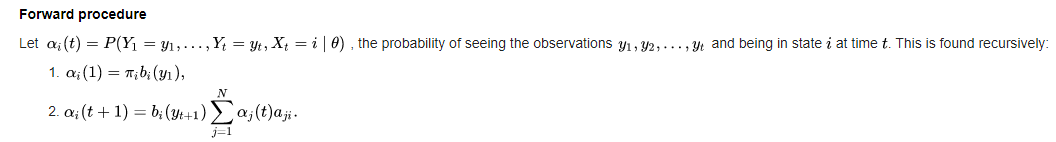 Forward procedure
Let αᵢ(t) = P(Y₁ = y₁, . . . , Yₜ = yₜ, Xₜ = i | θ) , the probability of seeing the observations y₁, y₂, . . . , yₜ and being in state i at time t. This is found recursively:
1. αᵢ(1) = πᵢbᵢ(y₁),
2. αᵢ(t + 1) = bᵢ(yₜ₊₁) ∑_{j=1}^{N} αⱼ(t)aⱼᵢ.